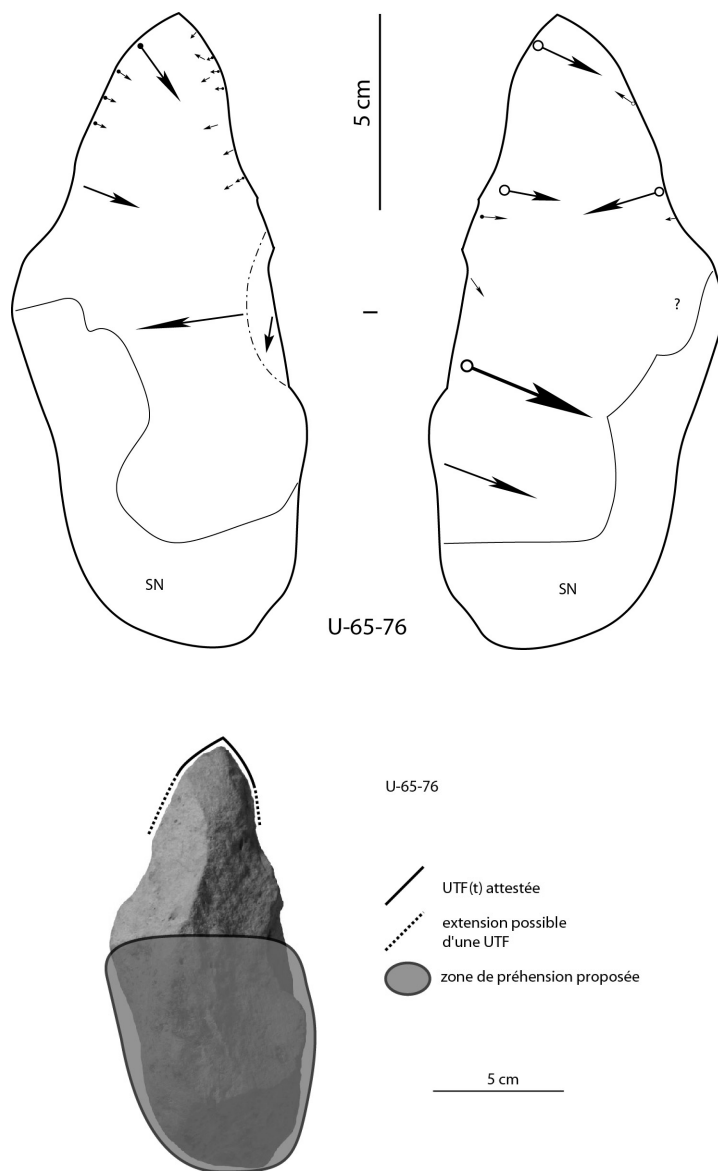 5 cm
?
SN
SN
U-65-76
U-65-76
UTF(t) attestée
extension possible
d'une UTF
zone de préhension proposée
5 cm